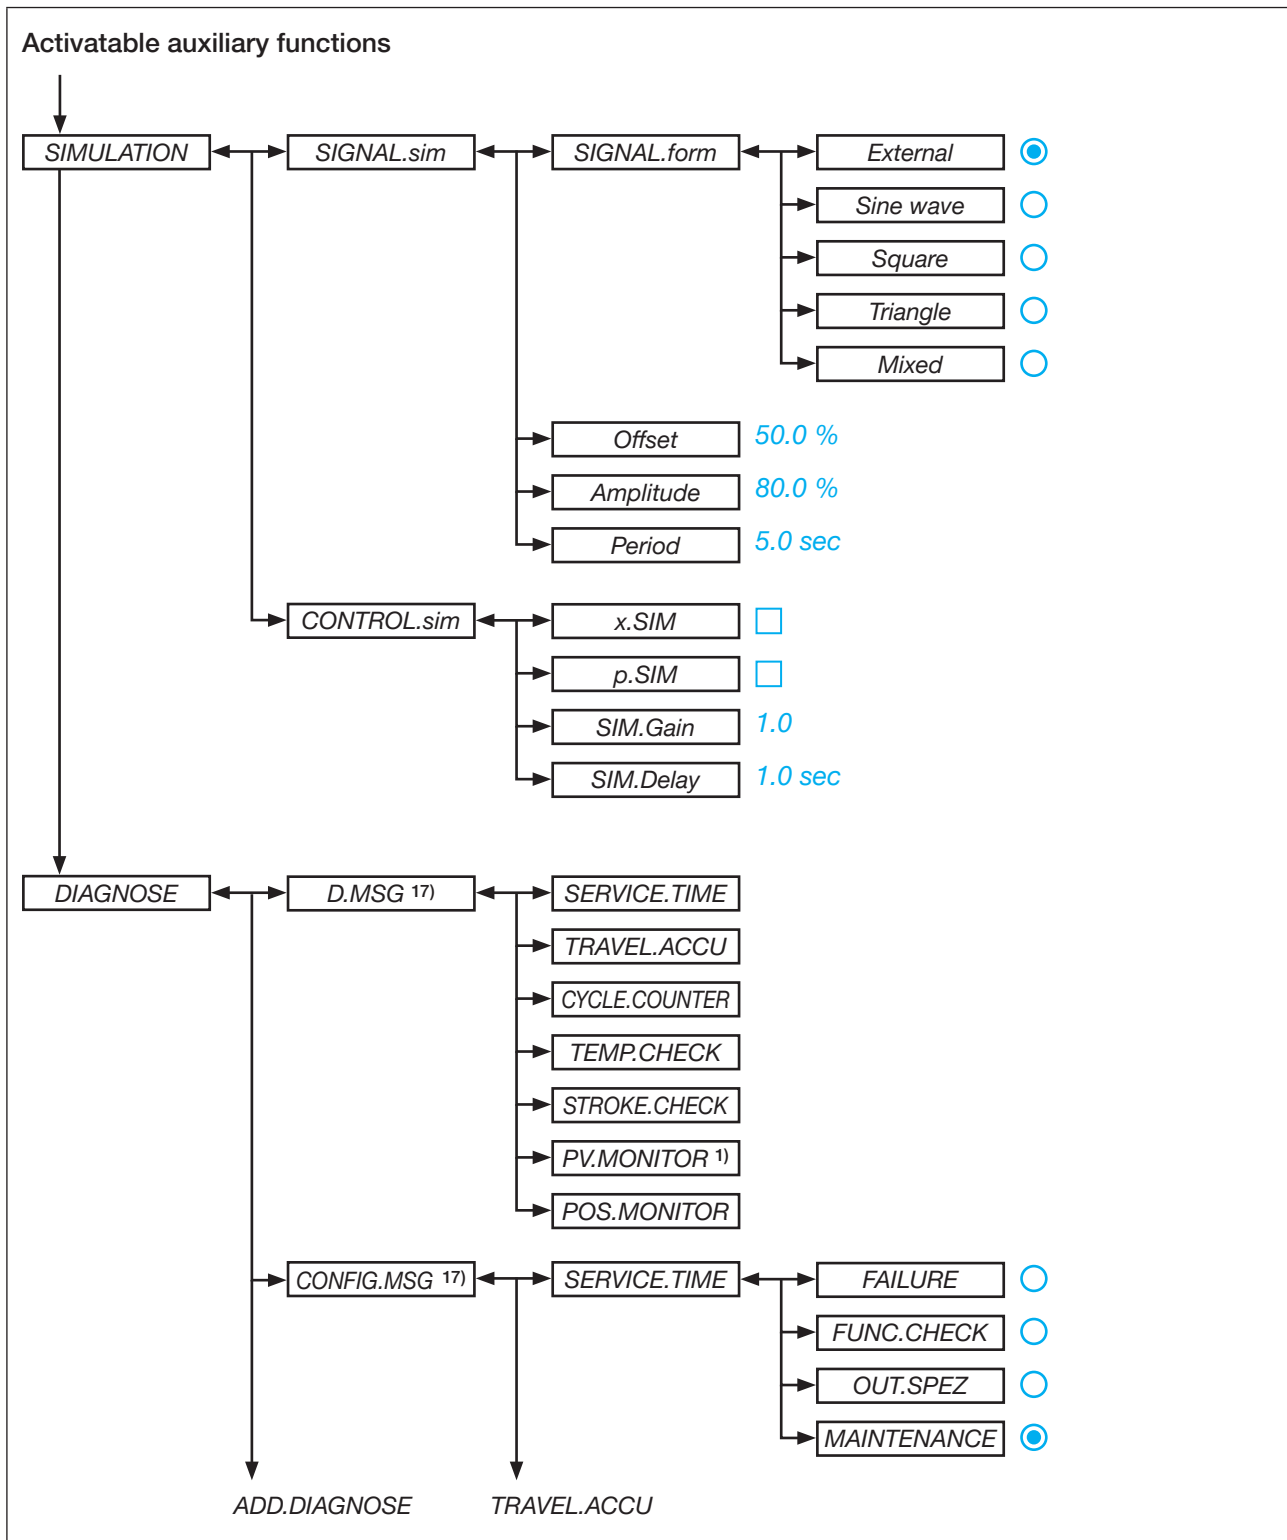 Activatable auxiliary functions
SIMULATION SIGNAL.sim SIGNAL.form External
Sine wave
Square
Triangle
Mixed
Offset 50.0 %
Amplitude 80.0 %
Period 5.0 sec
CONTROL.sim x.SIM
p.SIM
SIM.Gain 1.0
SIM.Delay 1.0 sec
DIAGNOSE D.MSG 17) SERVICE.TIME
TRAVEL.ACCU
CYCLE.COUNTER
TEMP.CHECK
STROKE.CHECK
PV.MONITOR 1)
POS.MONITOR
CONFIG.MSG 17) SERVICE.TIME FAILURE
FUNC.CHECK
OUT.SPEZ
MAINTENANCE
ADD.DIAGNOSE TRAVEL.ACCU